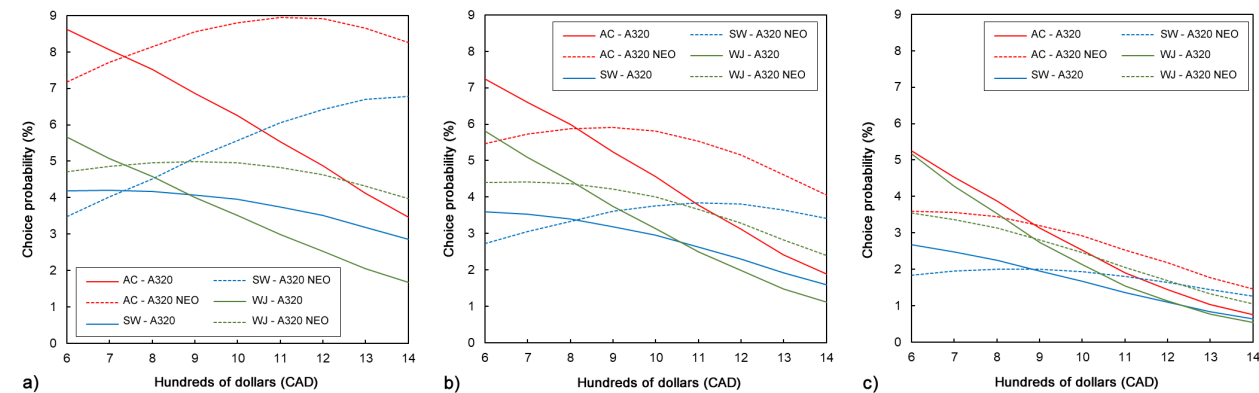 9
8
7
6
5
4
3
2
1
0
Choice probability (%)
AC - A320
AC - A320 NEO
SW - A320
SW - A320 NEO
WJ - A320
WJ - A320 NEO
6 7 8 9 10 11 12 13 14
Hundreds of dollars (CAD)
a)
9
8
7
6
5
4
3
2
1
0
Choice probability (%)
AC - A320
AC - A320 NEO
SW - A320
SW - A320 NEO
WJ - A320
WJ - A320 NEO
6 7 8 9 10 11 12 13 14
Hundreds of dollars (CAD)
b)
9
8
7
6
5
4
3
2
1
0
Choice probability (%)
AC - A320
AC - A320 NEO
SW - A320
SW - A320 NEO
WJ - A320
WJ - A320 NEO
6 7 8 9 10 11 12 13 14
Hundreds of dollars (CAD)
c)